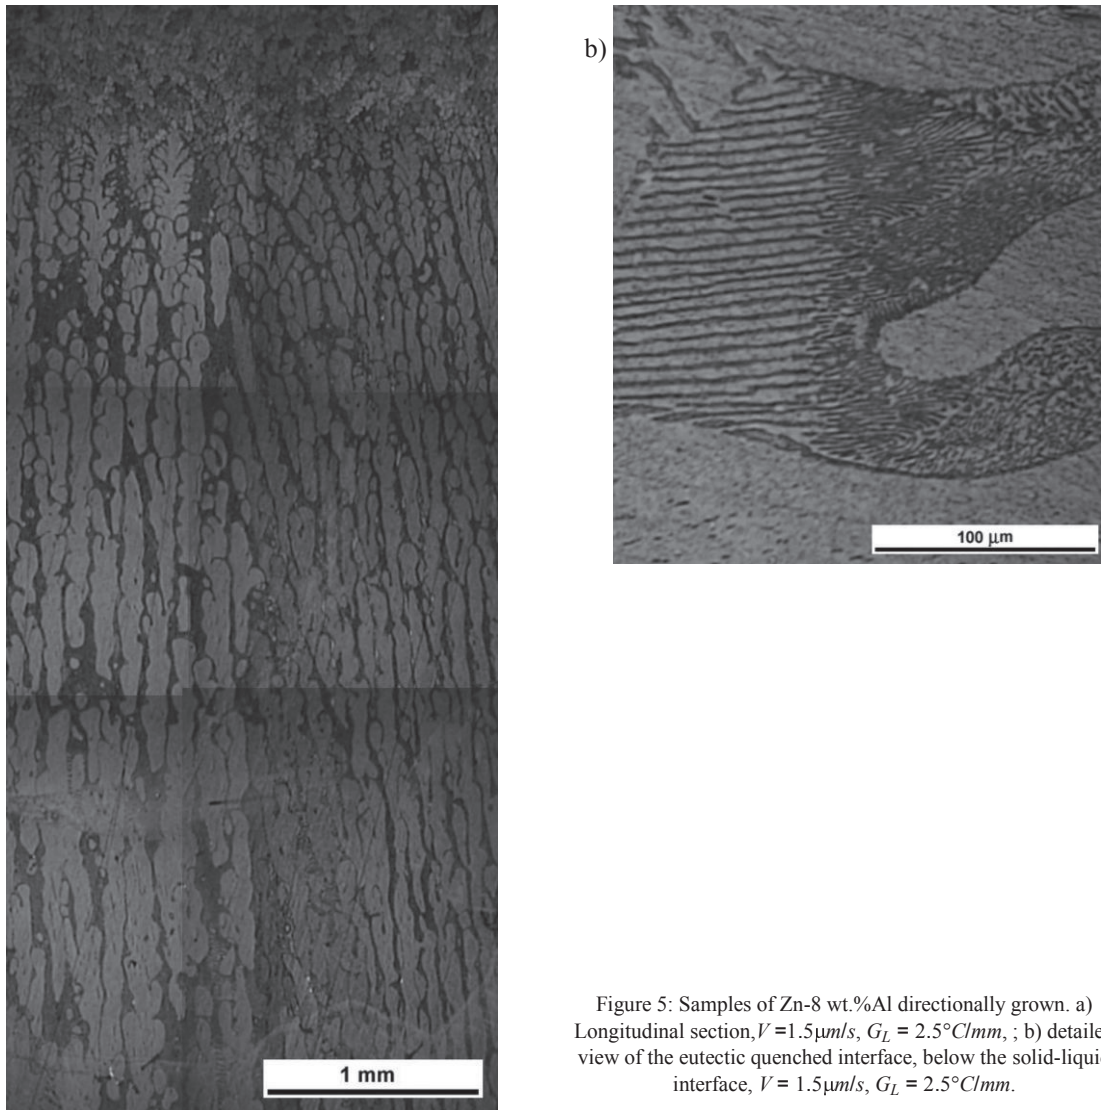 b)
100 μm
1 mm
Figure 5: Samples of Zn-8 wt.%Al directionally grown. a)
Longitudinal section,V =1.5μm/s, G_L = 2.5°C/mm, ; b) detaile
view of the eutectic quenched interface, below the solid-liqui
interface, V = 1.5μm/s, G_L = 2.5°C/mm.